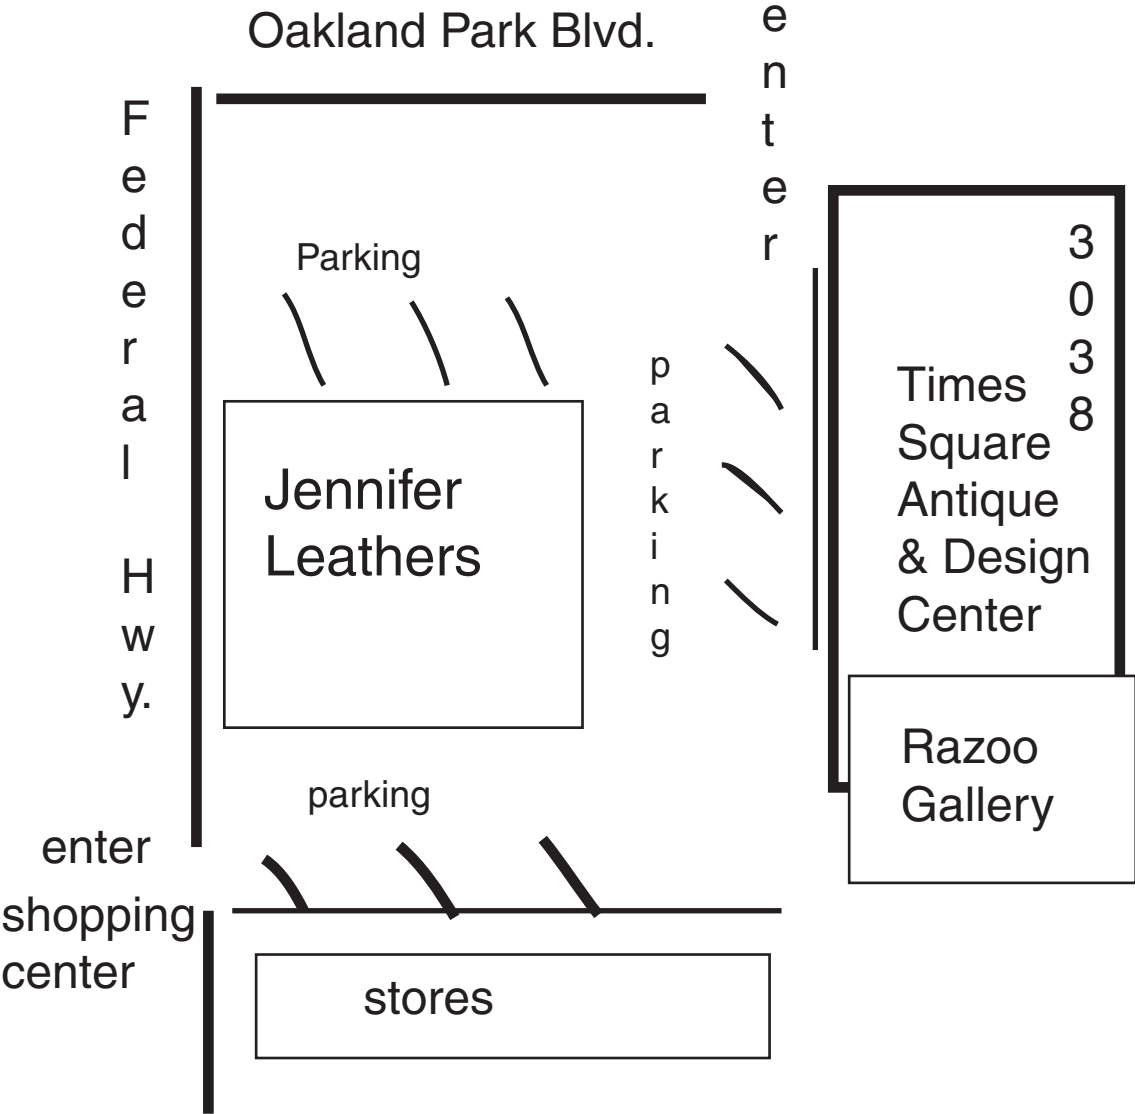 Oakland Park Blvd.
enter
Federal Hwy.
Parking
3038
parking
Times
Square
Antique
& Design
Center
Jennifer
Leathers
Razoo
Gallery
parking
enter
shopping
center
stores